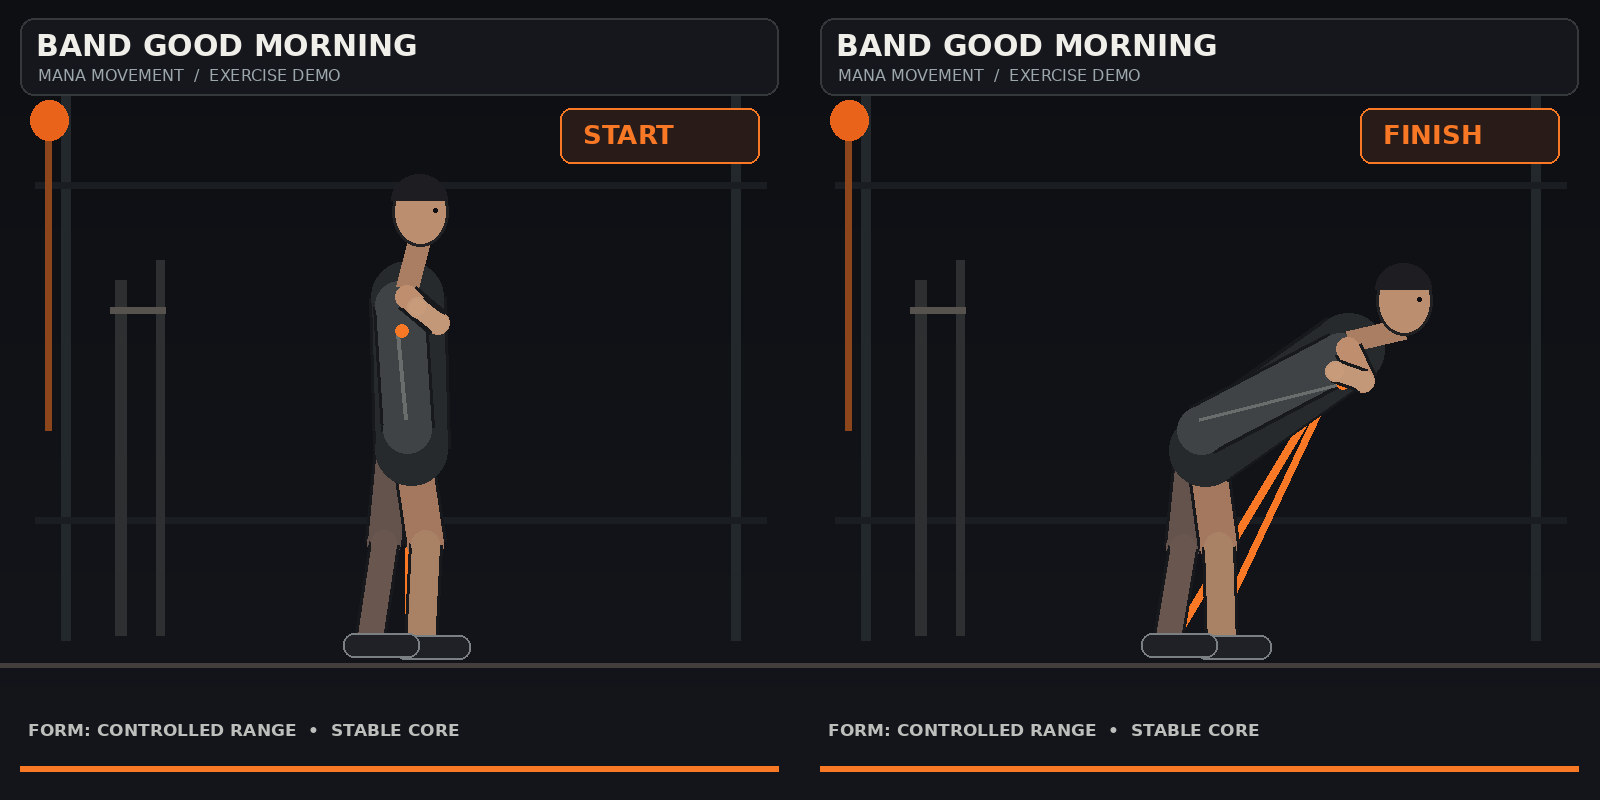 BAND GOOD MORNING
MANA MOVEMENT / EXERCISE DEMO
START
FORM: CONTROLLED RANGE • STABLE CORE
BAND GOOD MORNING
MANA MOVEMENT / EXERCISE DEMO
FINISH
FORM: CONTROLLED RANGE • STABLE CORE